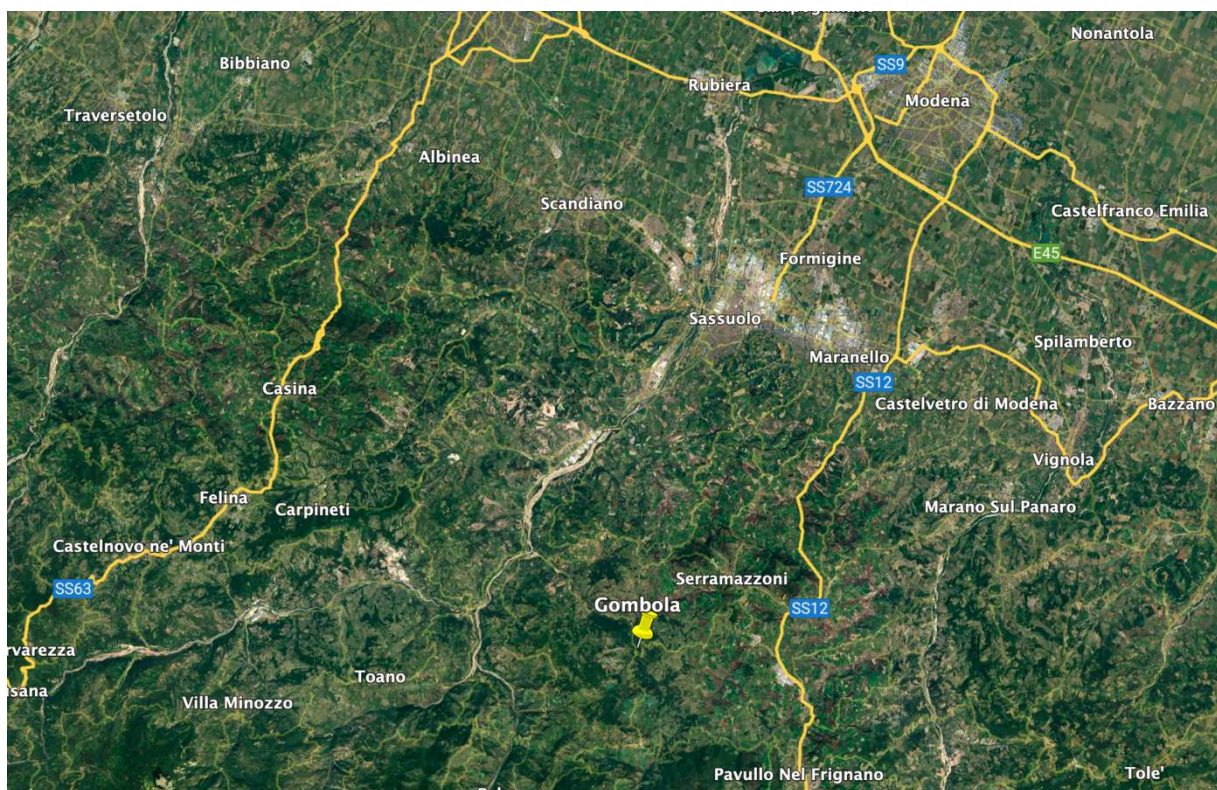 Nonantola
Bibbiano
SS9
Rubiera
Modena
Traversetolo
Albinea
SS724
Scandiano
Castelfranco Emilia
E45
Formigine
Sassuolo
Spilamberto
Maranello
SS12
Casina
Castelvetro di Modena
Bazzano
Vignola
Felina
Carpineti
Marano Sul Panaro
Castelnovo ne' Monti
Serramazzoni
SS63
Gombola
SS12
rvarezza
Toano
Villa Minozzo
Pavullo Nel Frignano
Tole'